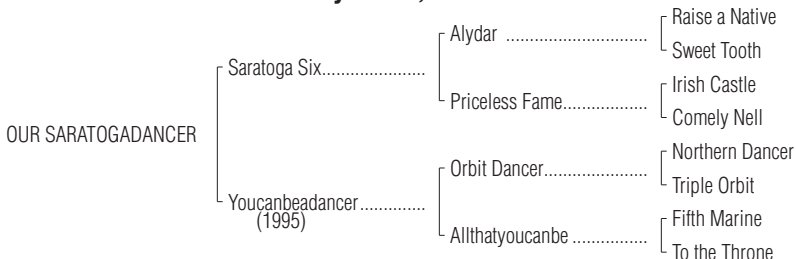 Raise a Native
Alydar ..............................
Sweet Tooth
Saratoga Six......................
Irish Castle
Priceless Fame..................
Comely Nell
OUR SARATOGADANCER
Northern Dancer
Orbit Dancer......................
Triple Orbit
Youcanbeadancer..............
(1995)
Fifth Marine
Allthatyoucanbe ................
To the Throne